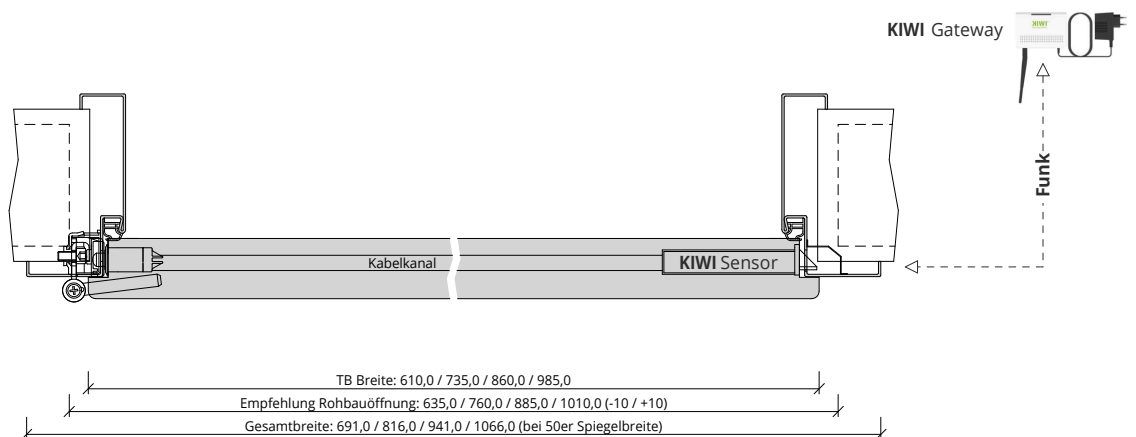 KIWI Gateway
KIWI
Funk
Kabelkanal
KIWI Sensor
TB Breite: 610,0 / 735,0 / 860,0 / 985,0
Empfehlung Rohbauöffnung: 635,0 / 760,0 / 885,0 / 1010,0 (-10 / +10)
Gesamtbreite: 691,0 / 816,0 / 941,0 / 1066,0 (bei 50er Spiegelbreite)